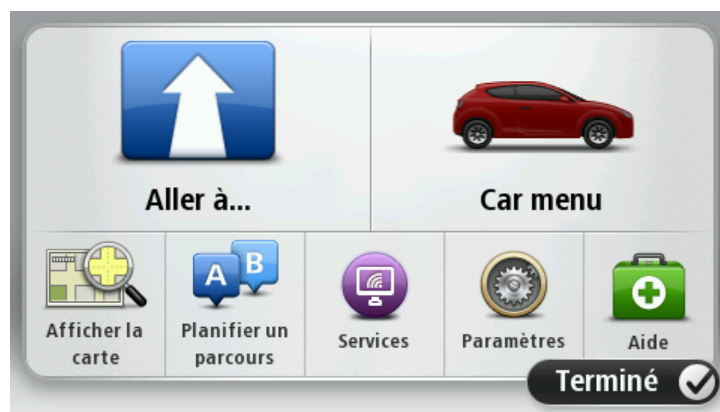 Aller à...
Car menu
A
B
Afficher la
carte
Planifier un
parcours
Services
Paramètres
Aide
Terminé